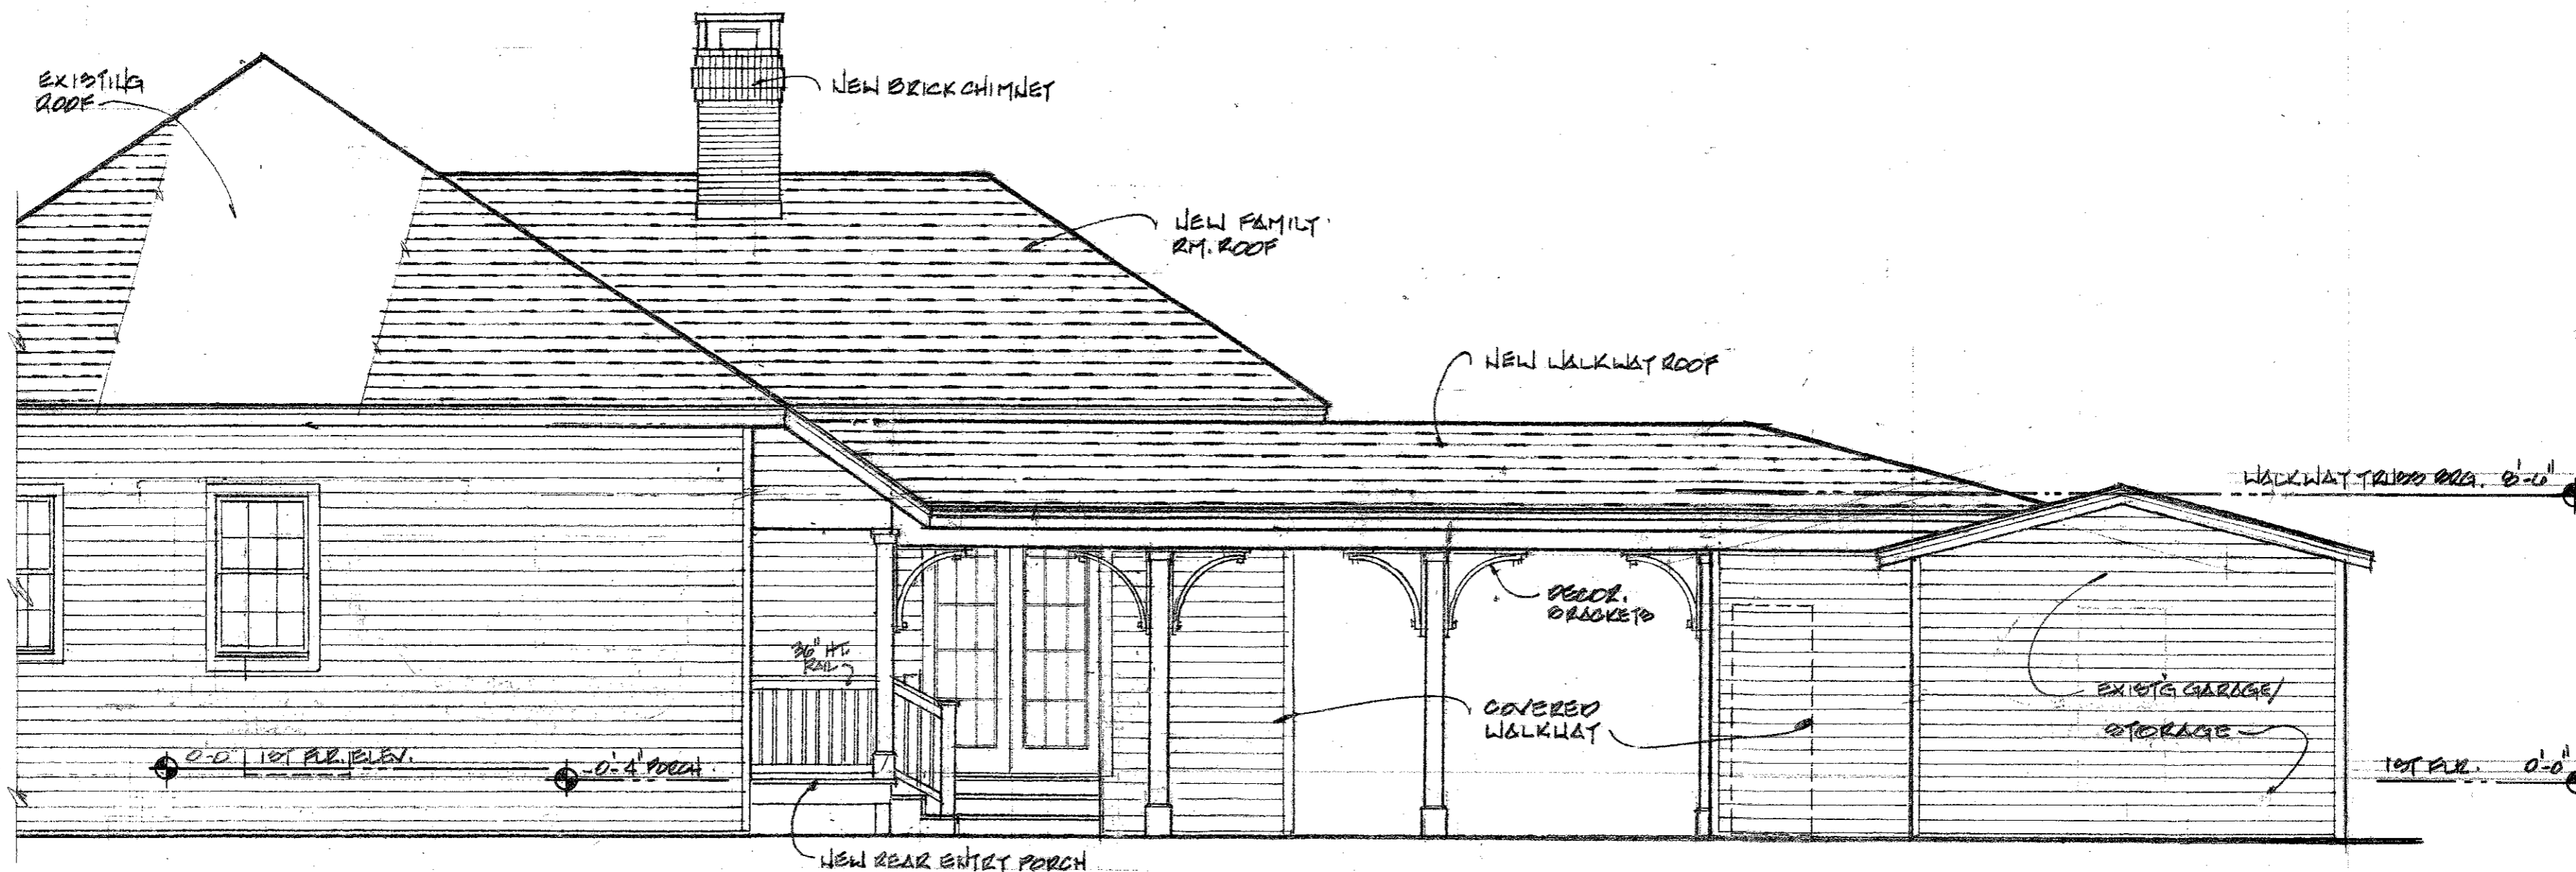 EXISTING
ROOF
NEW BRICK CHIMNEY
NEW FAMILY
RM. ROOF
NEW WALKWAY ROOF
WALKWAY TRUSS BRG. 8'-6"
DECOR.
BRACKETS
36" HT.
RAIL
COVERED
WALKWAY
EXIST'G GARAGE/
STORAGE
0-0 1ST FLR. ELEV.
-0'-4" PORCH
1ST FLR. 0'-0"
NEW REAR ENTRY PORCH